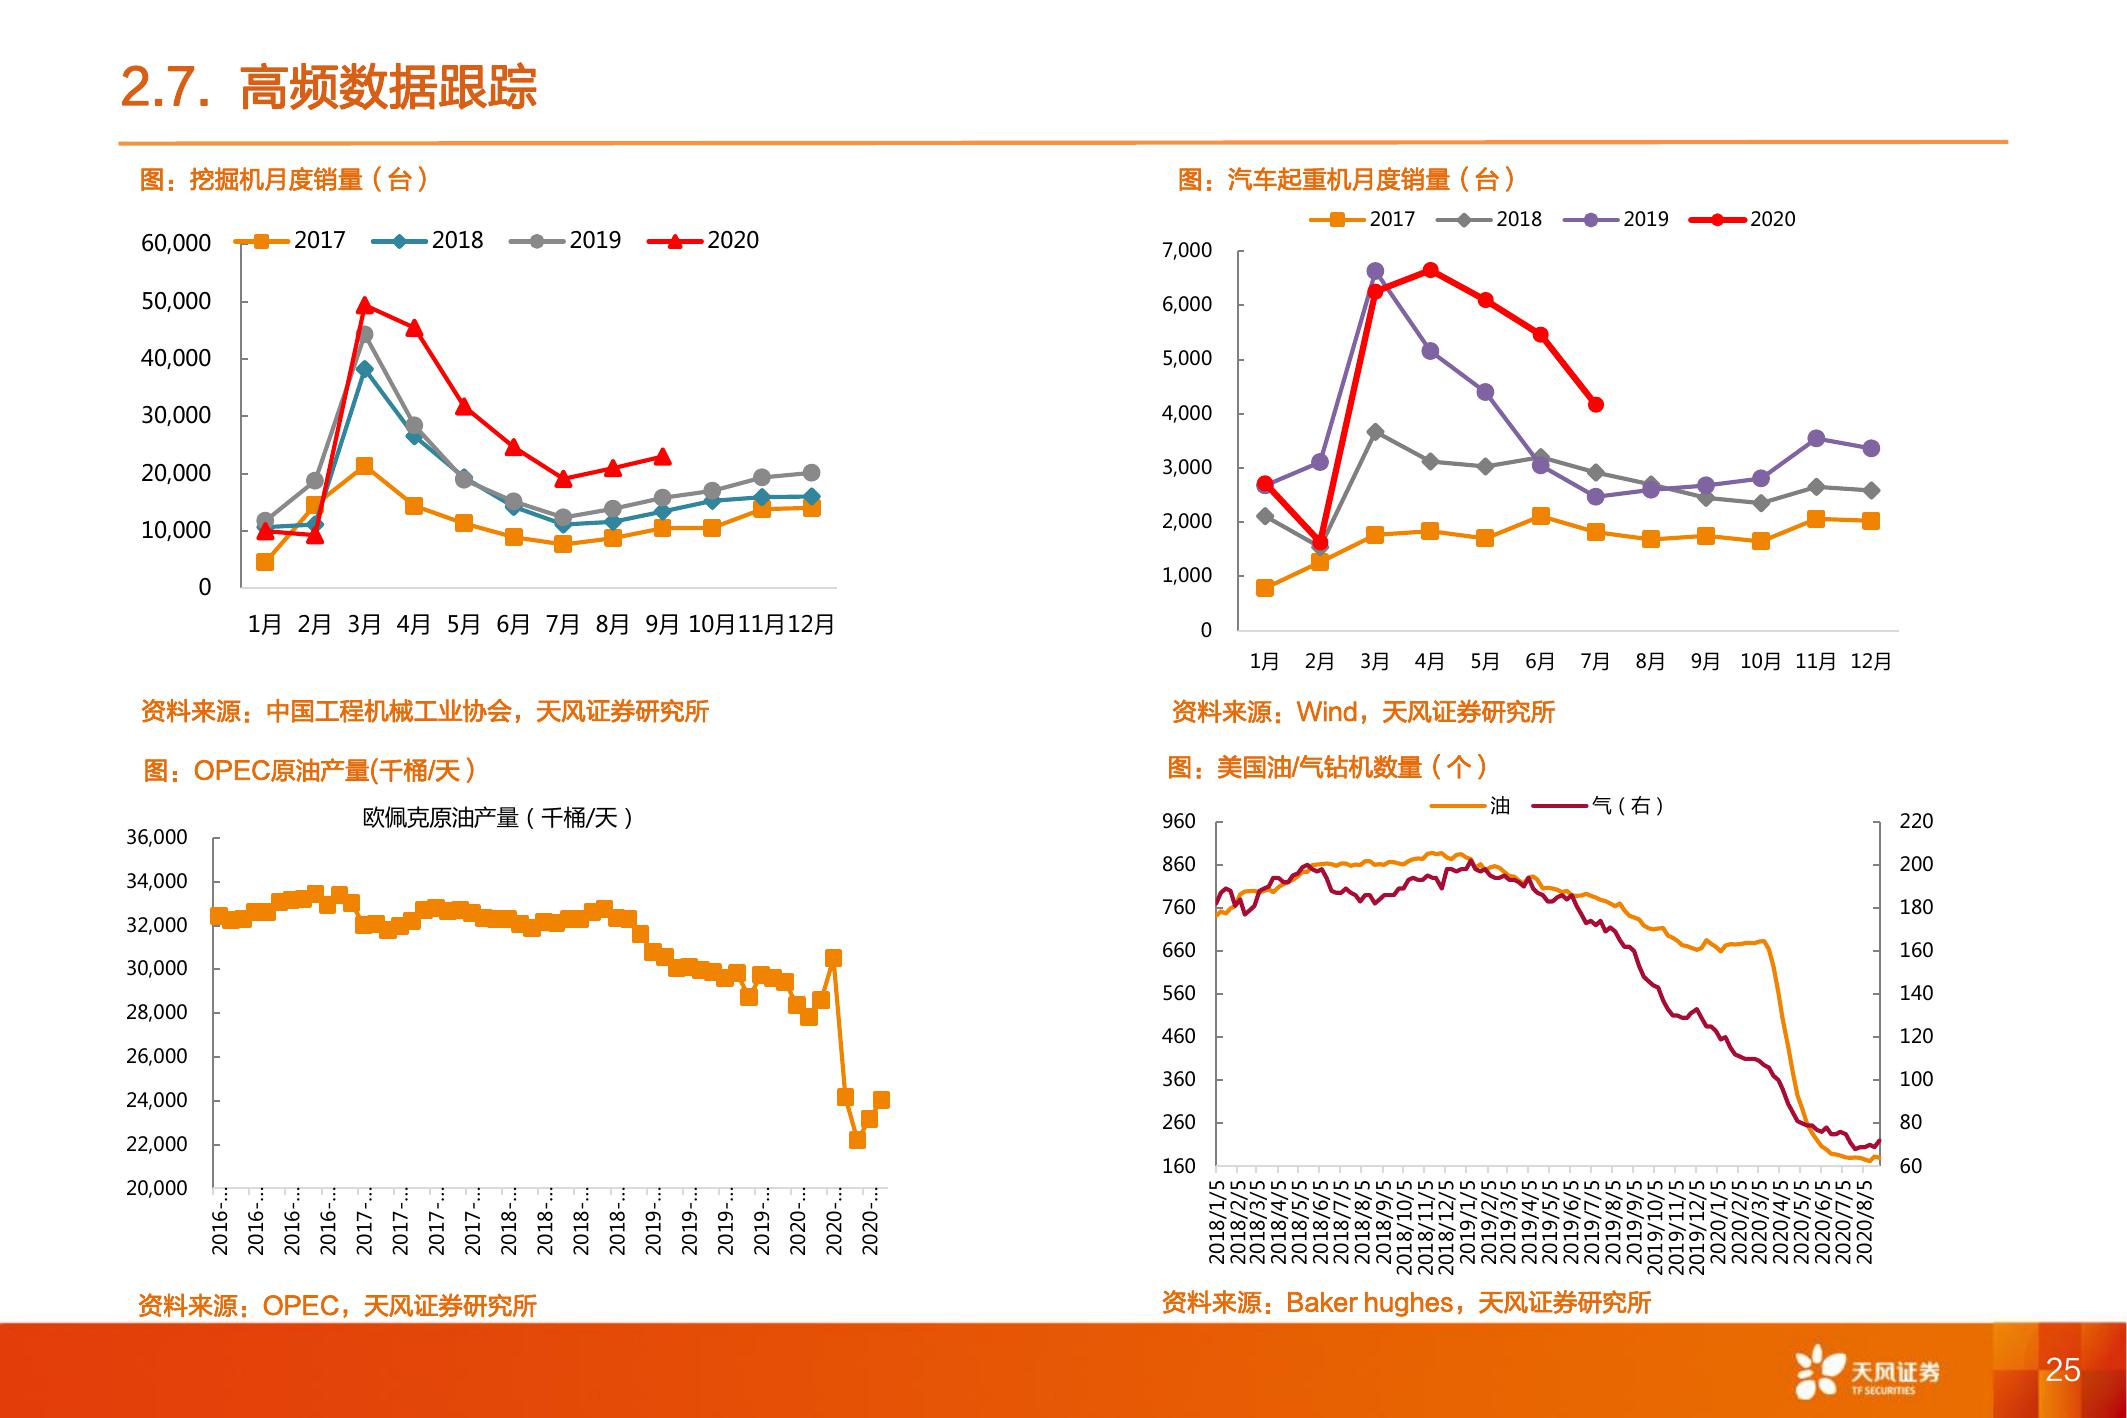 2.7. 高频数据跟踪
图：挖掘机月度销量（台）
2017 2018 2019 2020
60,000
50,000
40,000
30,000
20,000
10,000
0
1月 2月 3月 4月 5月 6月 7月 8月 9月 10月 11月 12月
资料来源：中国工程机械工业协会，天风证券研究所
图：汽车起重机月度销量（台）
2017 2018 2019 2020
7,000
6,000
5,000
4,000
3,000
2,000
1,000
0
1月 2月 3月 4月 5月 6月 7月 8月 9月 10月 11月 12月
资料来源：Wind，天风证券研究所
图：OPEC原油产量(千桶/天）
欧佩克原油产量（千桶/天）
36,000
34,000
32,000
30,000
28,000
26,000
24,000
22,000
20,000
2016-… 2016-… 2016-… 2016-… 2017-… 2017-… 2017-… 2017-… 2018-… 2018-… 2018-… 2018-… 2019-… 2019-… 2019-… 2019-… 2020-… 2020-… 2020-…
资料来源：OPEC，天风证券研究所
图：美国油/气钻机数量（个）
油 气（右）
960
860
760
660
560
460
360
260
160
220
200
180
160
140
120
100
80
60
2018/1/5 2018/2/5 2018/3/5 2018/4/5 2018/5/5 2018/6/5 2018/7/5 2018/8/5 2018/9/5 2018/10/5 2018/11/5 2018/12/5 2019/1/5 2019/2/5 2019/3/5 2019/4/5 2019/5/5 2019/6/5 2019/7/5 2019/8/5 2019/9/5 2019/10/5 2019/11/5 2019/12/5 2020/1/5 2020/2/5 2020/3/5 2020/4/5 2020/5/5 2020/6/5 2020/7/5 2020/8/5
资料来源：Baker hughes，天风证券研究所
天风证券
TF SECURITIES
25